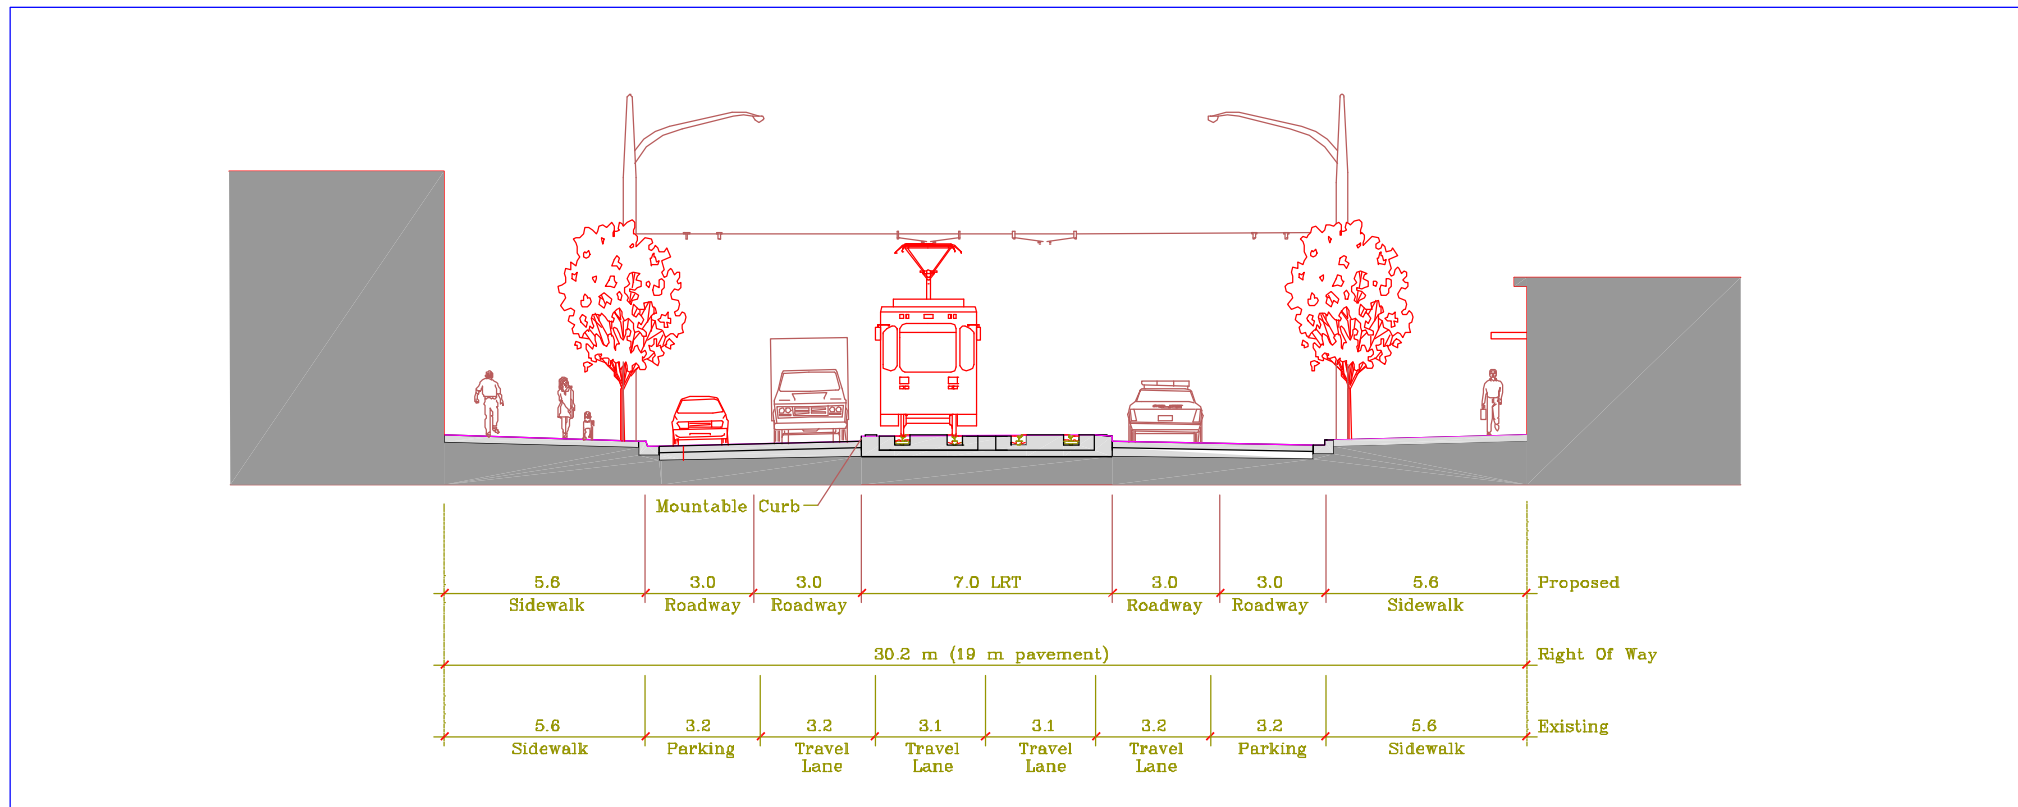 Mountable Curb
5.6 3.0 3.0 7.0 LRT 3.0 3.0 5.6 Proposed
Sidewalk Roadway Roadway Roadway Roadway Sidewalk
30.2 m (19 m pavement) Right Of Way
5.6 3.2 3.2 3.1 3.1 3.2 3.2 5.6 Existing
Sidewalk Parking Travel Travel Travel Travel Parking Sidewalk
Lane Lane Lane Lane